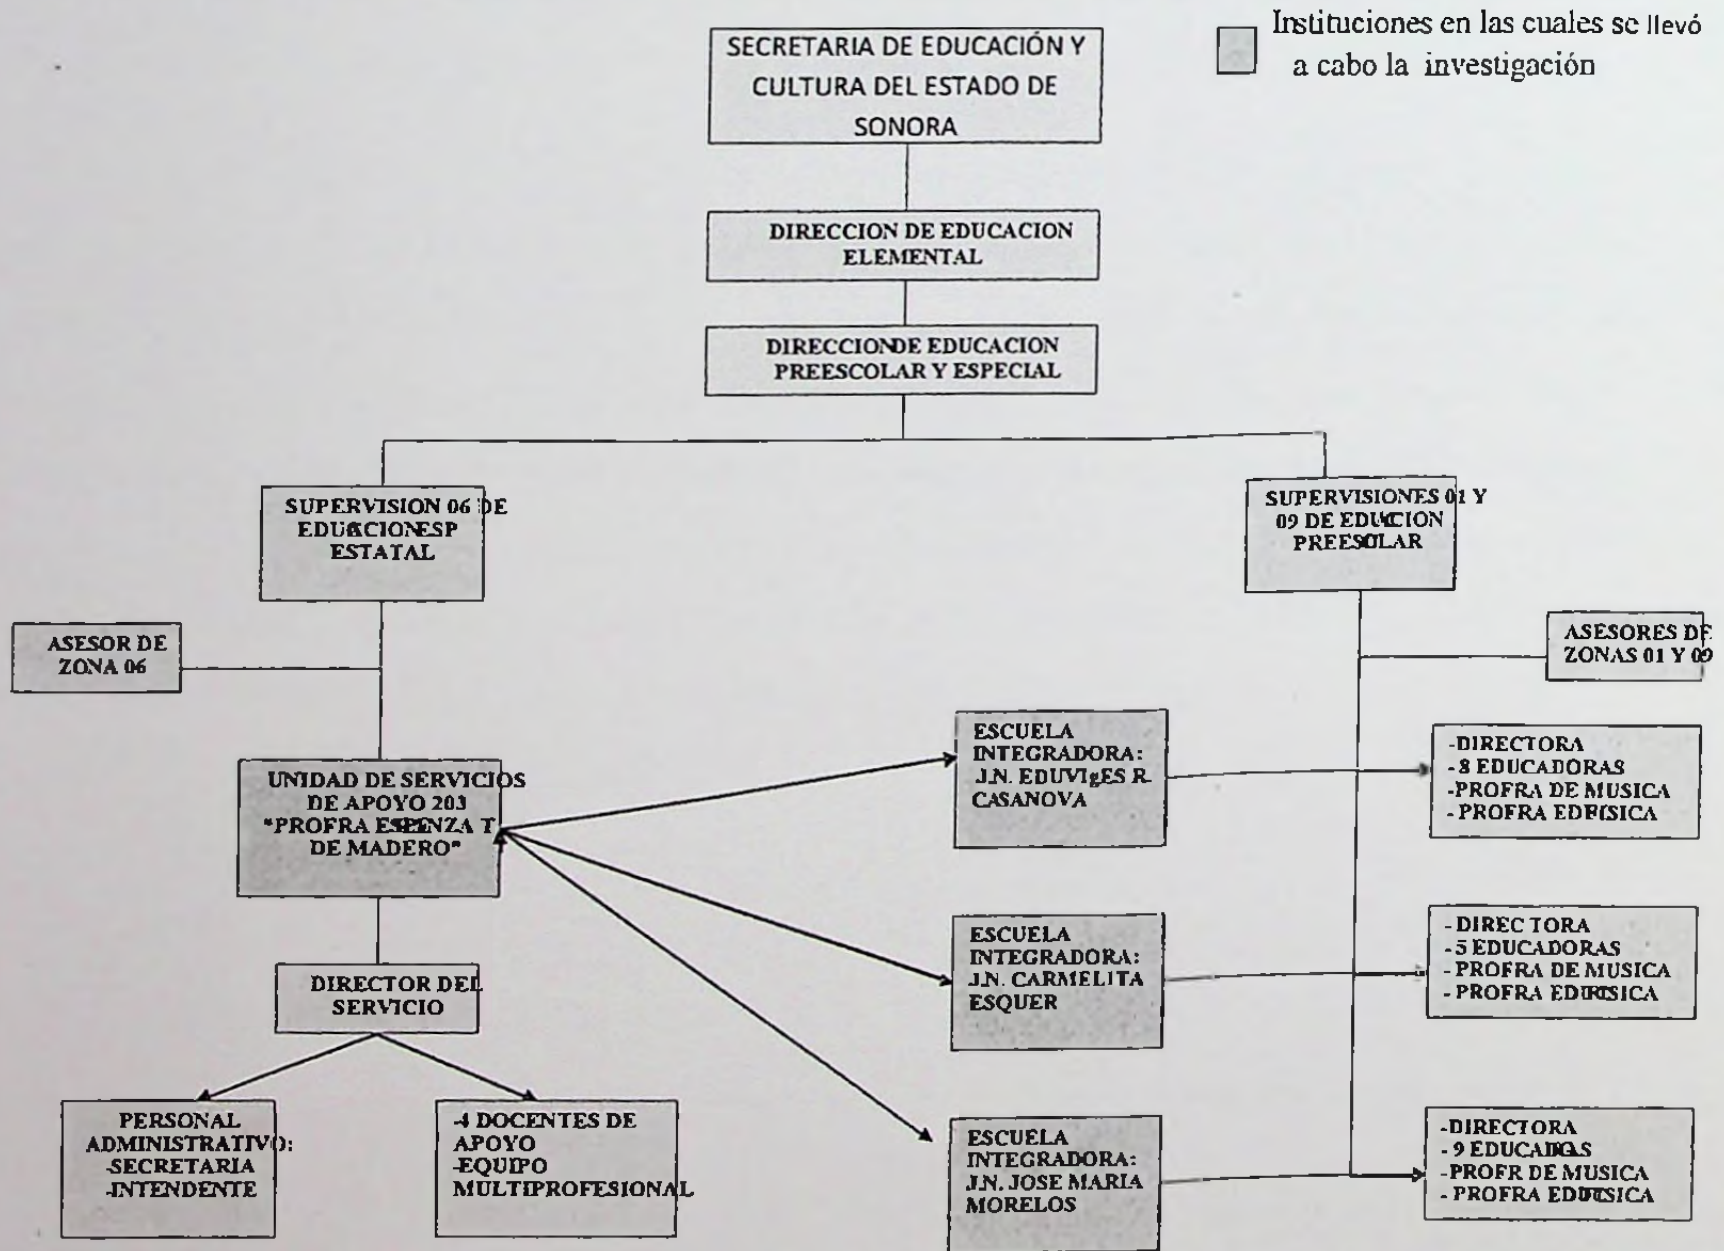 Instituciones en las cuales se llevó
a cabo la investigación
SECRETARIA DE EDUCACIÓN Y
CULTURA DEL ESTADO DE
SONORA
DIRECCION DE EDUCACION
ELEMENTAL
DIRECCION DE EDUCACION
PREESCOLAR Y ESPECIAL
SUPERVISION 06 DE
ESP
ESTATAL
SUPERVISIONES 01 Y
09 DE
ASESOR DE
ZONA 06
ASESORES DE
ZONAS 01 Y 09
UNIDAD DE SERVICIOS
DE APOYO 203
"PROFRA T
DE MADERO"
ESCUELA
INTEGRADORA:
J.N. EDUVIgES R.
CASANOVA
-DIRECTORA
-8 EDUCADORAS
-PROFRA DE MUSICA
-PROFRA
ESCUELA
INTEGRADORA:
J.N. CARMELITA
ESQUER
-DIRECTORA
-5 EDUCADORAS
-PROFRA DE MUSICA
-PROFRA
DIRECTOR DEL
SERVICIO
PERSONAL
ADMINISTRATIVO:
-SECRETARIA
-INTENDENTE
-4 DOCENTES DE
APOYO
-EQUIPO
MULTIPROFESIONAL
ESCUELA
INTEGRADORA:
J.N. JOSE MARIA
MORELOS
-DIRECTORA
-9
-PROFR DE MUSICA
-PROFRA